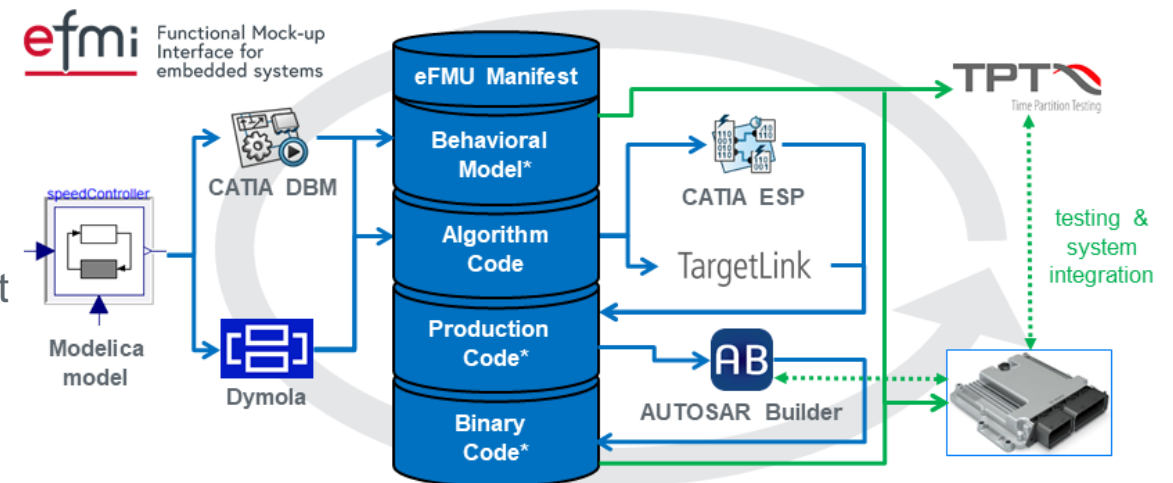 efmi
Functional Mock-up
Interface for
embedded systems
eFMU Manifest
Behavioral
Model*
Algorithm
Code
Production
Code*
Binary
Code*
speedController
t
Modelica
model
CATIA DBM
Dymola
CATIA ESP
TargetLink
AB
AUTOSAR Builder
TPT
Time Partition Testing
testing &
system
integration